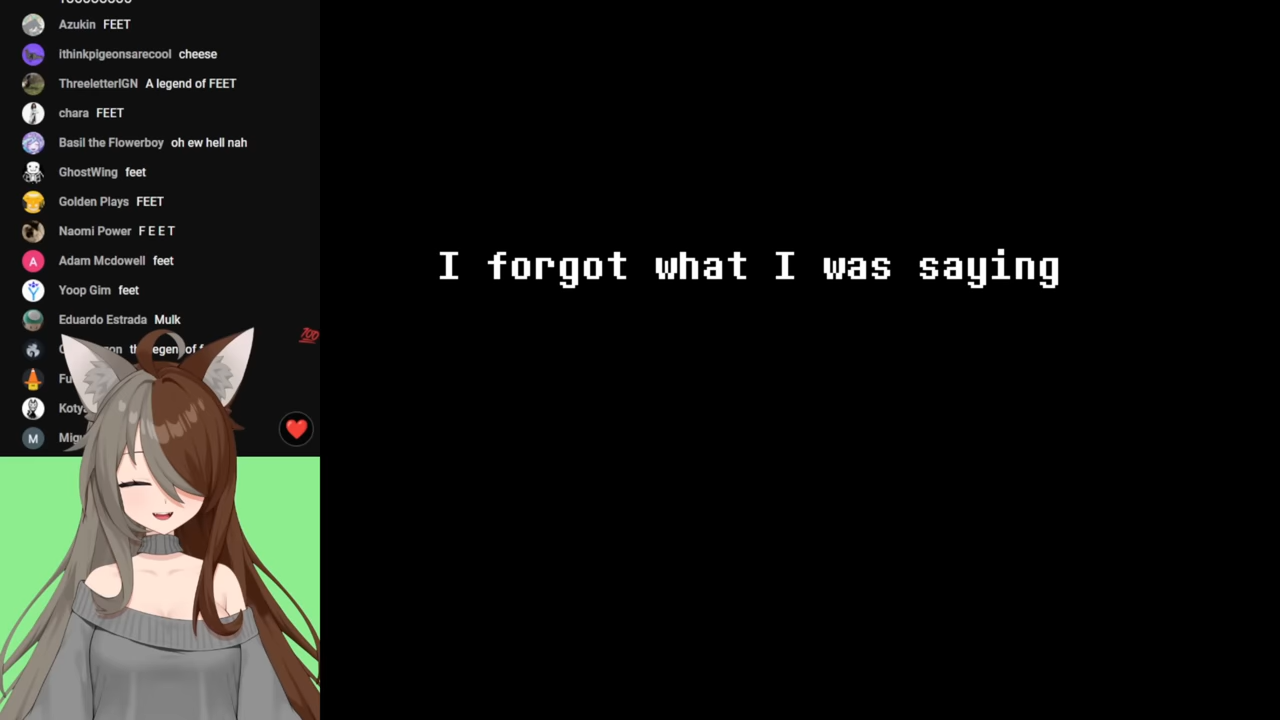 Azukin FEET
ithinkpigeonsarecool cheese
ThreeletterIGN A legend of FEET
chara FEET
Basil the Flowerboy oh ew hell nah
GhostWing feet
Golden Plays FEET
Naomi Power F E E T
A Adam Mcdowell feet
Yoop Gim feet
Eduardo Estrada Mulk
100
M
I forgot what I was saying